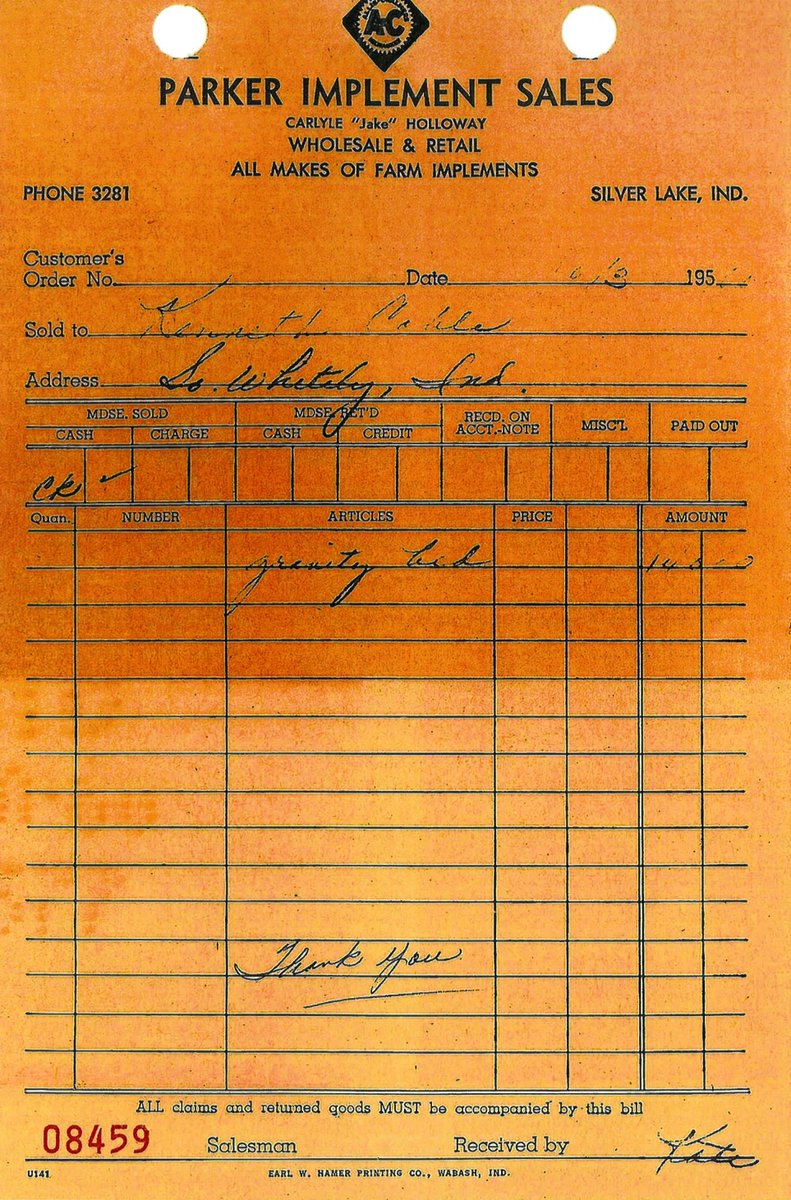 A-C
PARKER IMPLEMENT SALES
CARLYLE "Jake" HOLLOWAY
WHOLESALE & RETAIL
ALL MAKES OF FARM IMPLEMENTS
PHONE 3281 SILVER LAKE, IND.
Customer's
Order No. Date 195
Sold to Kenneth
Address So. Whitley, Ind.
MDSE. SOLD MDSE. RET'D RECD. ON ACCT.-NOTE MISC'L PAID OUT
CASH CHARGE CASH CREDIT
CK ✓
Quan. NUMBER ARTICLES PRICE AMOUNT
gravity bed
Thank You
ALL claims and returned goods MUST be accompanied by this bill
08459 Salesman Received by Kate
U141 EARL W. HAMER PRINTING CO., WABASH, IND.